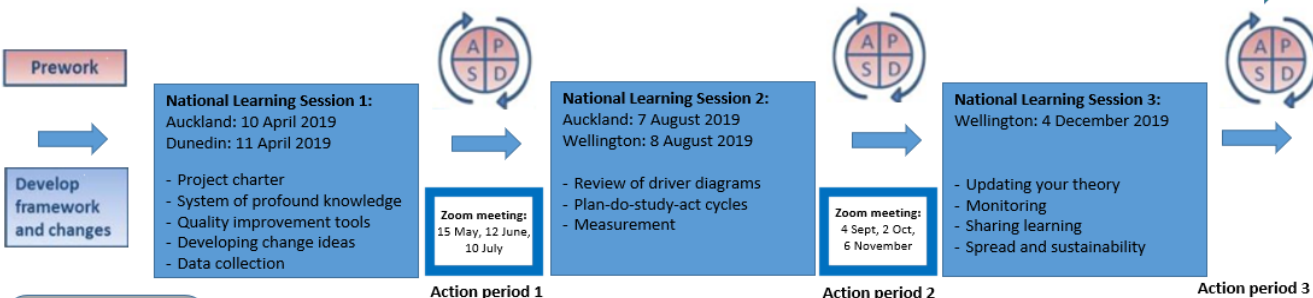 Prework
Develop
framework
and changes
National Learning Session 1:
Auckland: 10 April 2019
Dunedin: 11 April 2019
- Project charter
- System of profound knowledge
- Quality improvement tools
- Developing change ideas
- Data collection
A P
S D
Zoom meeting:
15 May, 12 June,
10 July
Action period 1
National Learning Session 2:
Auckland: 7 August 2019
Wellington: 8 August 2019
- Review of driver diagrams
- Plan-do-study-act cycles
- Measurement
A P
S D
Zoom meeting:
4 Sept, 2 Oct,
6 November
Action period 2
National Learning Session 3:
Wellington: 4 December 2019
- Updating your theory
- Monitoring
- Sharing learning
- Spread and sustainability
A P
S D
Action period 3